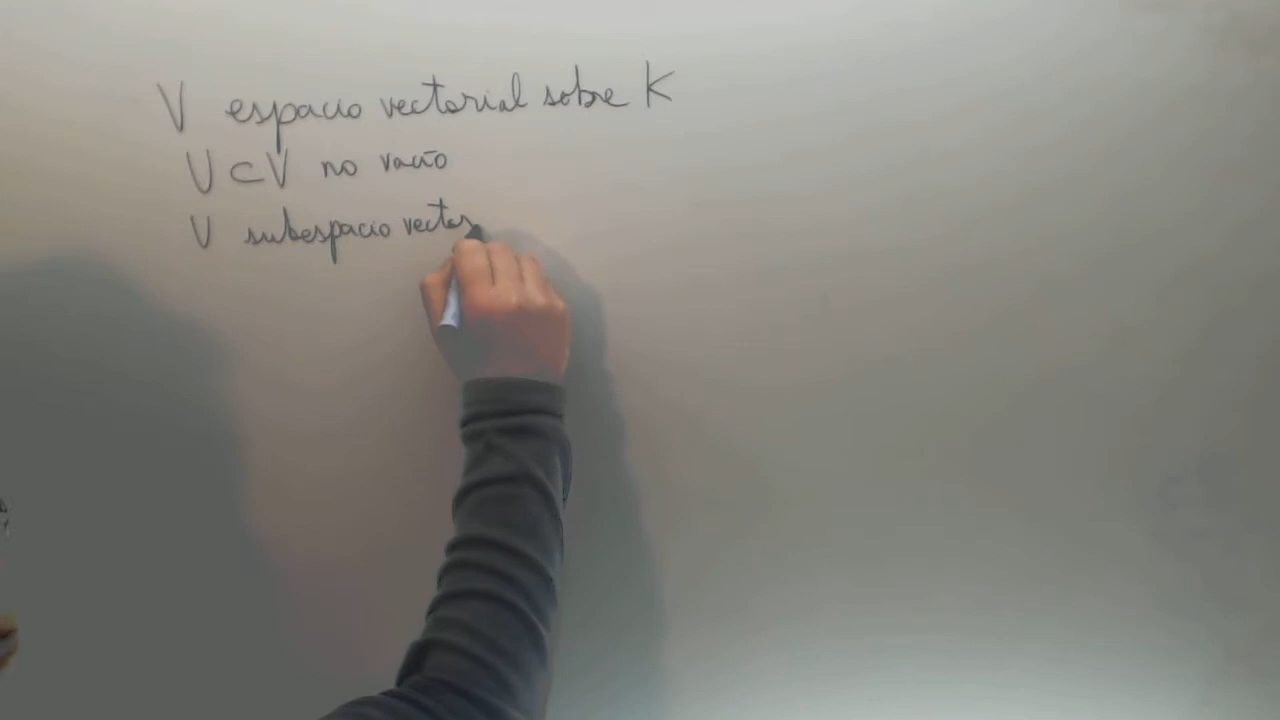 V espacio vectorial sobre K
U ⊂ V no vacío
U subespacio vector